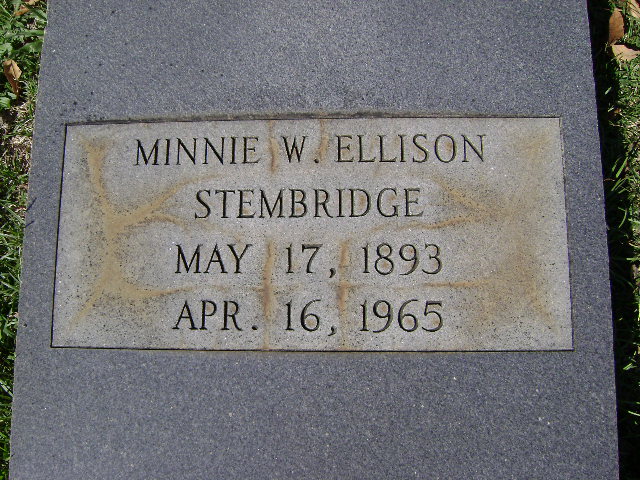 MINNIE W. ELLISON
STEMBRIDGE
MAY 17, 1893
APR. 16, 1965